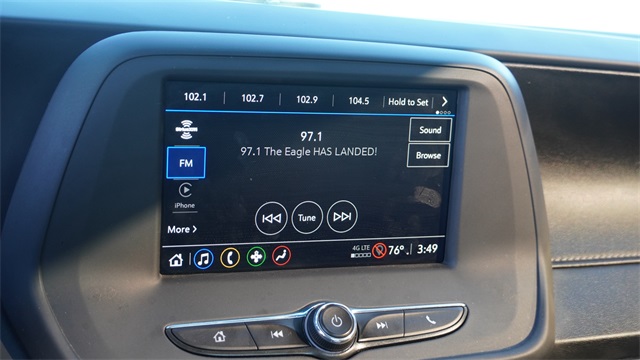 102.1 102.7 102.9 104.5 Hold to Set
SiriusXM
97.1
Sound
97.1 The Eagle HAS LANDED!
Browse
FM
iPhone
Tune
More
4G LTE
76° 3:49